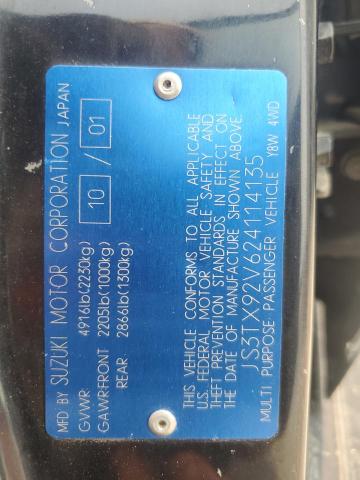 MFD BY SUZUKI MOTOR CORPORATION JAPAN
GVWR 4916lb(2230kg) 10 / 01
GAWR-FRONT 2205lb(1000kg)
REAR 2866lb(1300kg)
THIS VEHICLE CONFORMS TO ALL APPLICABLE
U.S. FEDERAL MOTOR VEHICLE SAFETY AND
THEFT PREVENTION STANDARDS IN EFFECT ON
THE DATE OF MANUFACTURE SHOWN ABOVE.
JS3TX92V624114135
MULTI PURPOSE PASSENGER VEHICLE Y8W 4WD